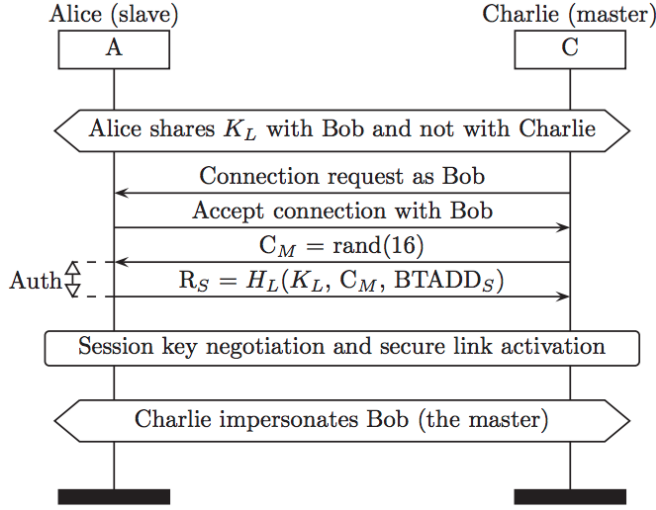 Alice (slave) Charlie (master)
A C
Alice shares K_L with Bob and not with Charlie
Connection request as Bob
Accept connection with Bob
C_M = rand(16)
Auth
R_S = H_L(K_L, C_M, BTADD_S)
Session key negotiation and secure link activation
Charlie impersonates Bob (the master)